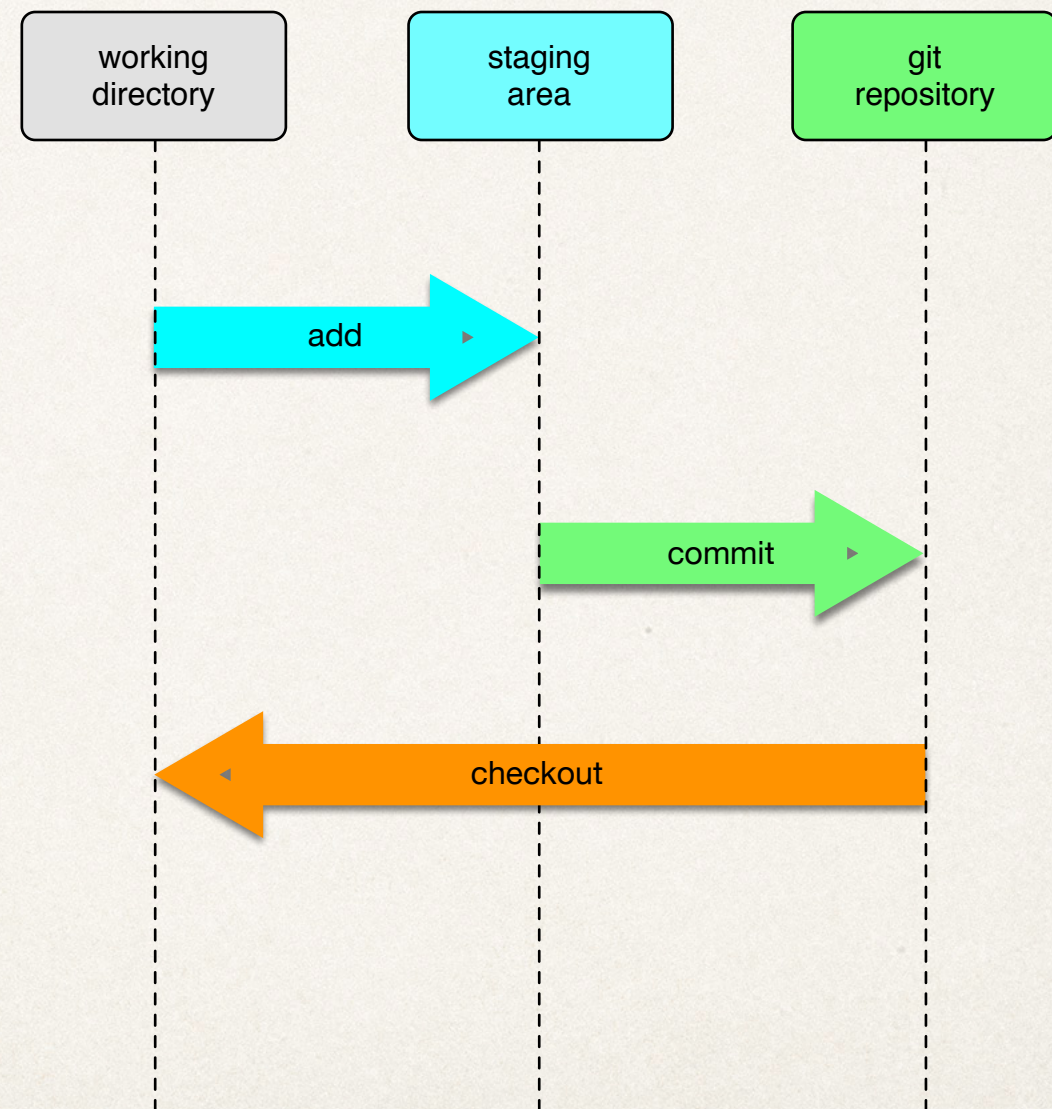 working
directory
staging
area
git
repository
add
commit
checkout